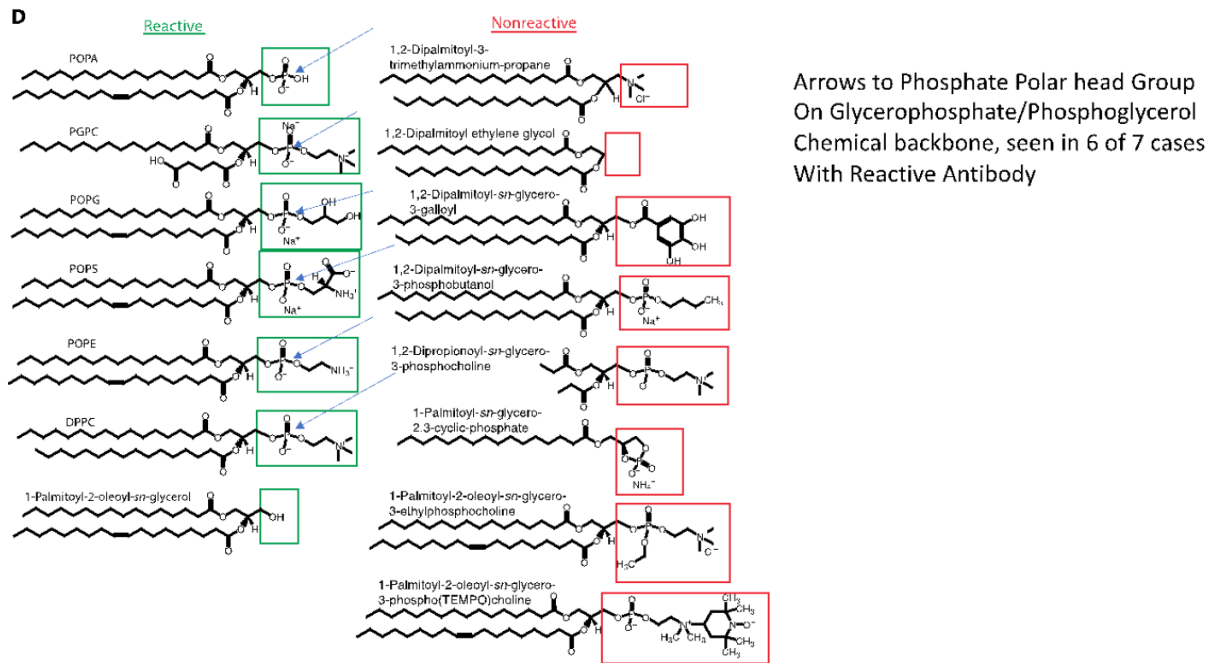 D
Reactive
Nonreactive
POPA
PGPC
POPG
POPS
POPE
DPPC
1-Palmitoyl-2-oleoyl-sn-glycerol
1,2-Dipalmitoyl-3-
trimethylammonium-propane
1,2-Dipalmitoyl ethylene glycol
1,2-Dipalmitoyl-sn-glycero-
3-galloyl
1,2-Dipalmitoyl-sn-glycero-
3-phosphobutanol
1,2-Dipropionoyl-sn-glycero-
3-phosphocholine
1-Palmitoyl-sn-glycero-
2.3-cyclic-phosphate
1-Palmitoyl-2-oleoyl-sn-glycero-
3-ethylphosphocholine
1-Palmitoyl-2-oleoyl-sn-glycero-
3-phospho(TEMPO)choline
Arrows to Phosphate Polar head Group
On Glycerophosphate/Phosphoglycerol
Chemical backbone, seen in 6 of 7 cases
With Reactive Antibody